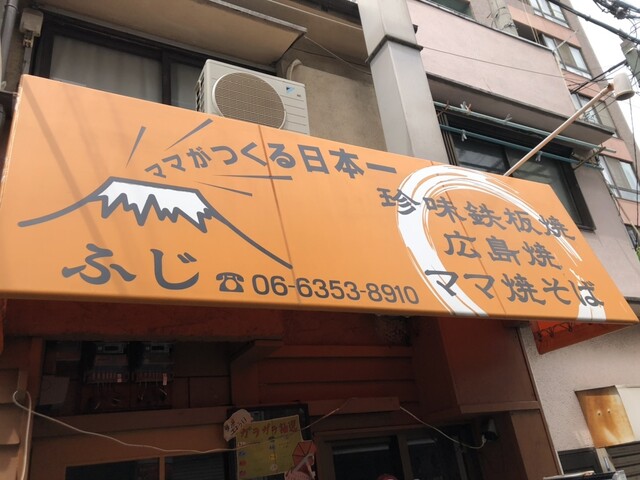 ママがつくる日本一
ふじ
☎06-6353-8910
珍味鉄板焼
広島焼
ママ焼そば